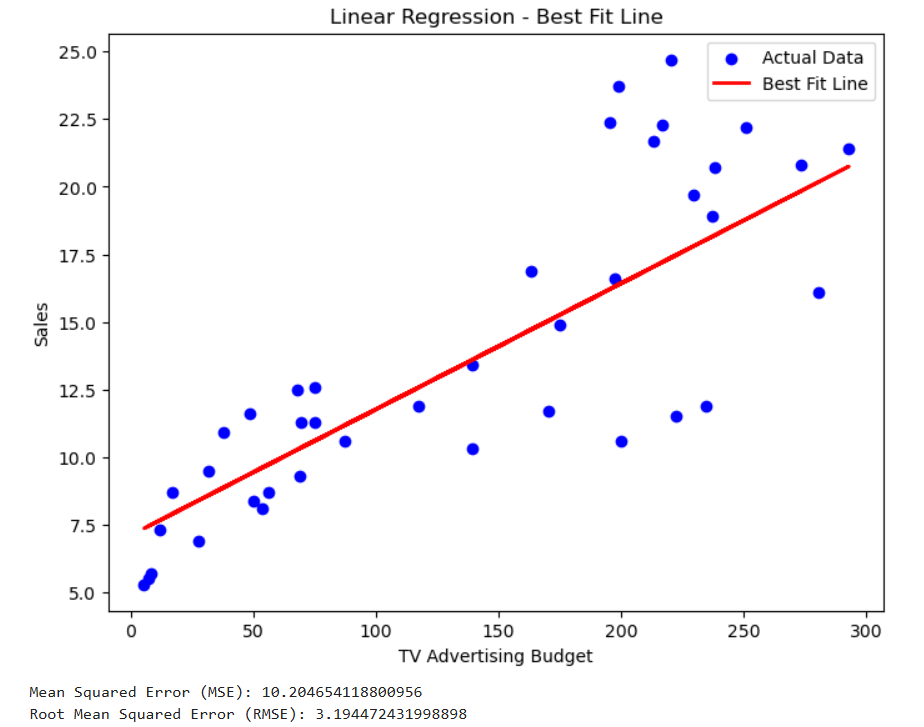 Linear Regression - Best Fit Line
Actual Data
Best Fit Line
25.0
22.5
20.0
17.5
15.0
12.5
10.0
7.5
5.0
Sales
0 50 100 150 200 250 300
TV Advertising Budget
Mean Squared Error (MSE): 10.204654118800956
Root Mean Squared Error (RMSE): 3.194472431998898